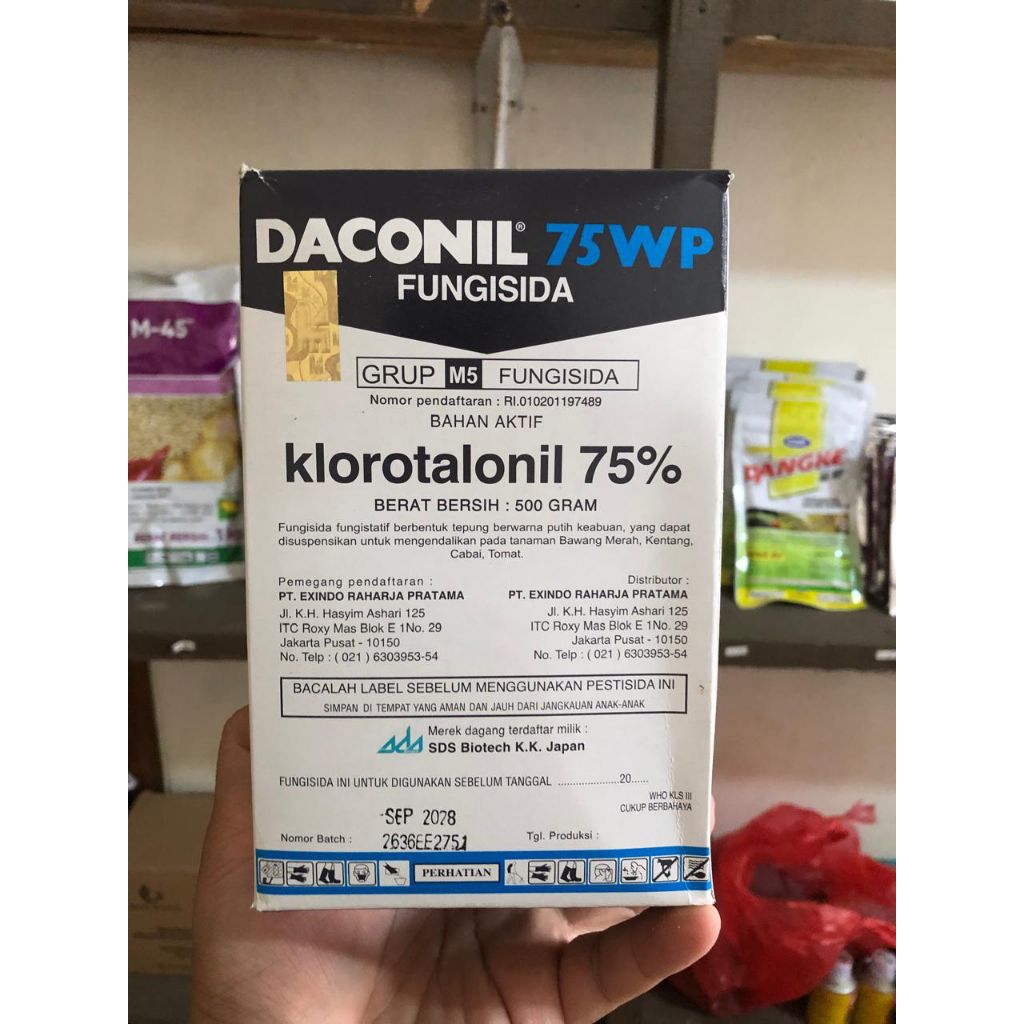 DACONIL® 75WP
FUNGISIDA
GRUP M5 FUNGISIDA
Nomor pendaftaran : RI.010201197489
BAHAN AKTIF
klorotalonil 75%
BERAT BERSIH : 500 GRAM
Fungisida fungistatif berbentuk tepung berwarna putih keabuan, yang dapat
disuspensikan untuk mengendalikan pada tanaman Bawang Merah, Kentang,
Cabai, Tomat.
Pemegang pendaftaran :
PT. EXINDO RAHARJA PRATAMA
Jl. K.H. Hasyim Ashari 125
ITC Roxy Mas Blok E 1No. 29
Jakarta Pusat - 10150
No. Telp : ( 021 ) 6303953-54
Distributor :
PT. EXINDO RAHARJA PRATAMA
Jl. K.H. Hasyim Ashari 125
ITC Roxy Mas Blok E 1No. 29
Jakarta Pusat - 10150
No. Telp : ( 021 ) 6303953-54
BACALAH LABEL SEBELUM MENGGUNAKAN PESTISIDA INI
SIMPAN DI TEMPAT YANG AMAN DAN JAUH DARI JANGKAUAN ANAK-ANAK
Merek dagang terdaftar milik :
SDS Biotech K.K. Japan
FUNGISIDA INI UNTUK DIGUNAKAN SEBELUM TANGGAL ....................20......
WHO KLS III
CUKUP BERBAHAYA
SEP 2028
Nomor Batch : 2636EE2751
Tgl. Produksi :
PERHATIAN
M-45